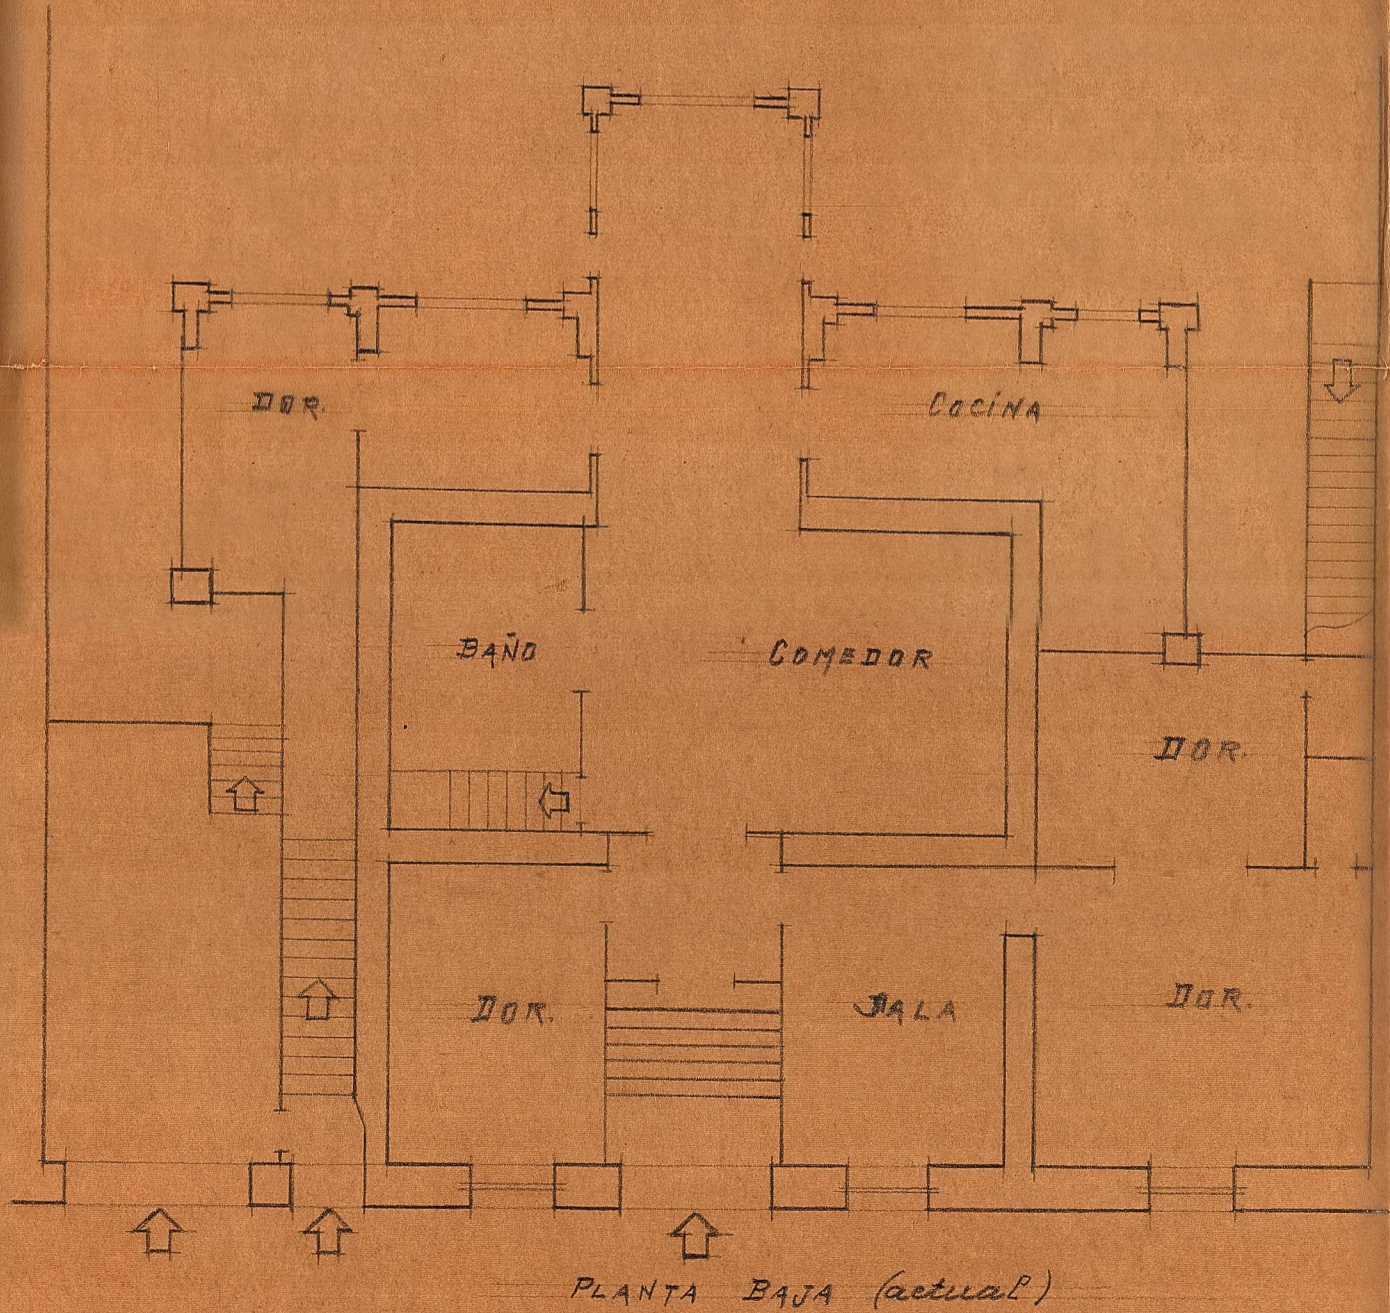 DOR.
COCINA
BAÑO
COMEDOR
DOR.
DOR.
SALA
DOR.
PLANTA BAJA (actual)